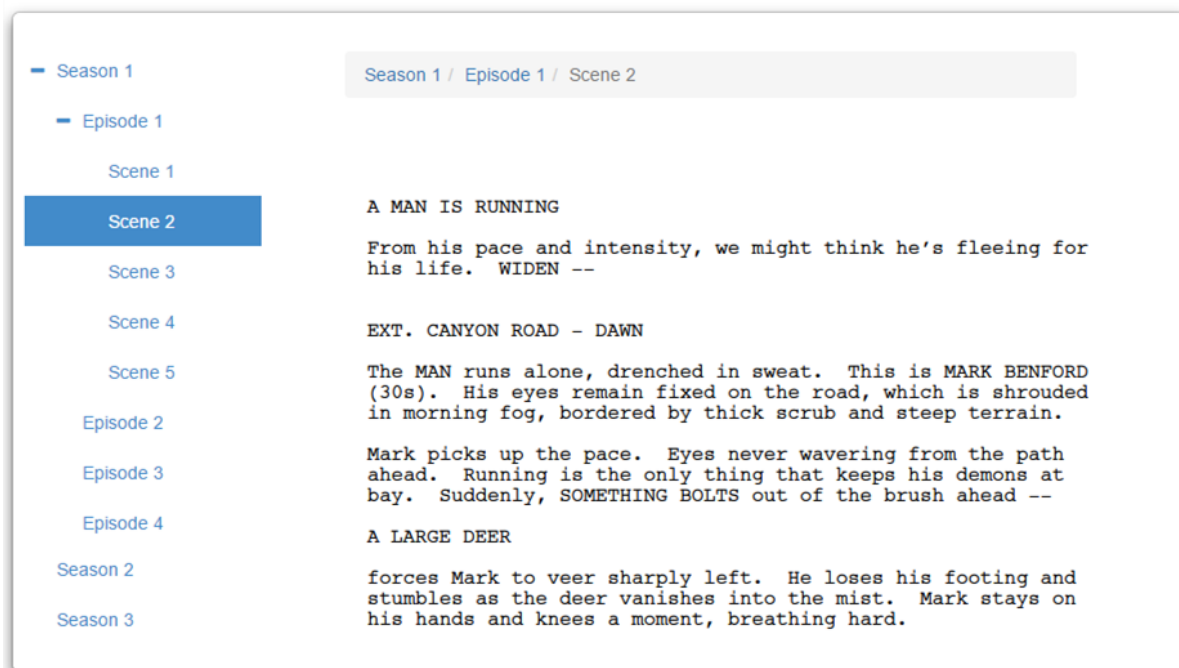 Season 1
Episode 1
Scene 1
Scene 2
Scene 3
Scene 4
Scene 5
Episode 2
Episode 3
Episode 4
Season 2
Season 3
Season 1 / Episode 1 / Scene 2
A MAN IS RUNNING
From his pace and intensity, we might think he's fleeing for
his life.  WIDEN --
EXT. CANYON ROAD - DAWN
The MAN runs alone, drenched in sweat.  This is MARK BENFORD
(30s).  His eyes remain fixed on the road, which is shrouded
in morning fog, bordered by thick scrub and steep terrain.
Mark picks up the pace.  Eyes never wavering from the path
ahead.  Running is the only thing that keeps his demons at
bay.  Suddenly, SOMETHING BOLTS out of the brush ahead --
A LARGE DEER
forces Mark to veer sharply left.  He loses his footing and
stumbles as the deer vanishes into the mist.  Mark stays on
his hands and knees a moment, breathing hard.